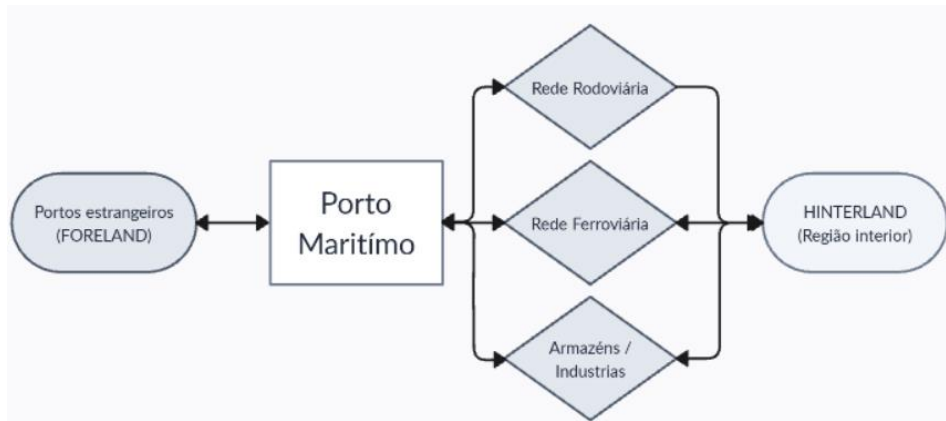 Portos estrangeiros
(FORELAND)
Porto
Maritímo
Rede Rodoviária
Rede Ferroviária
Armazéns /
Industrias
HINTERLAND
(Região interior)